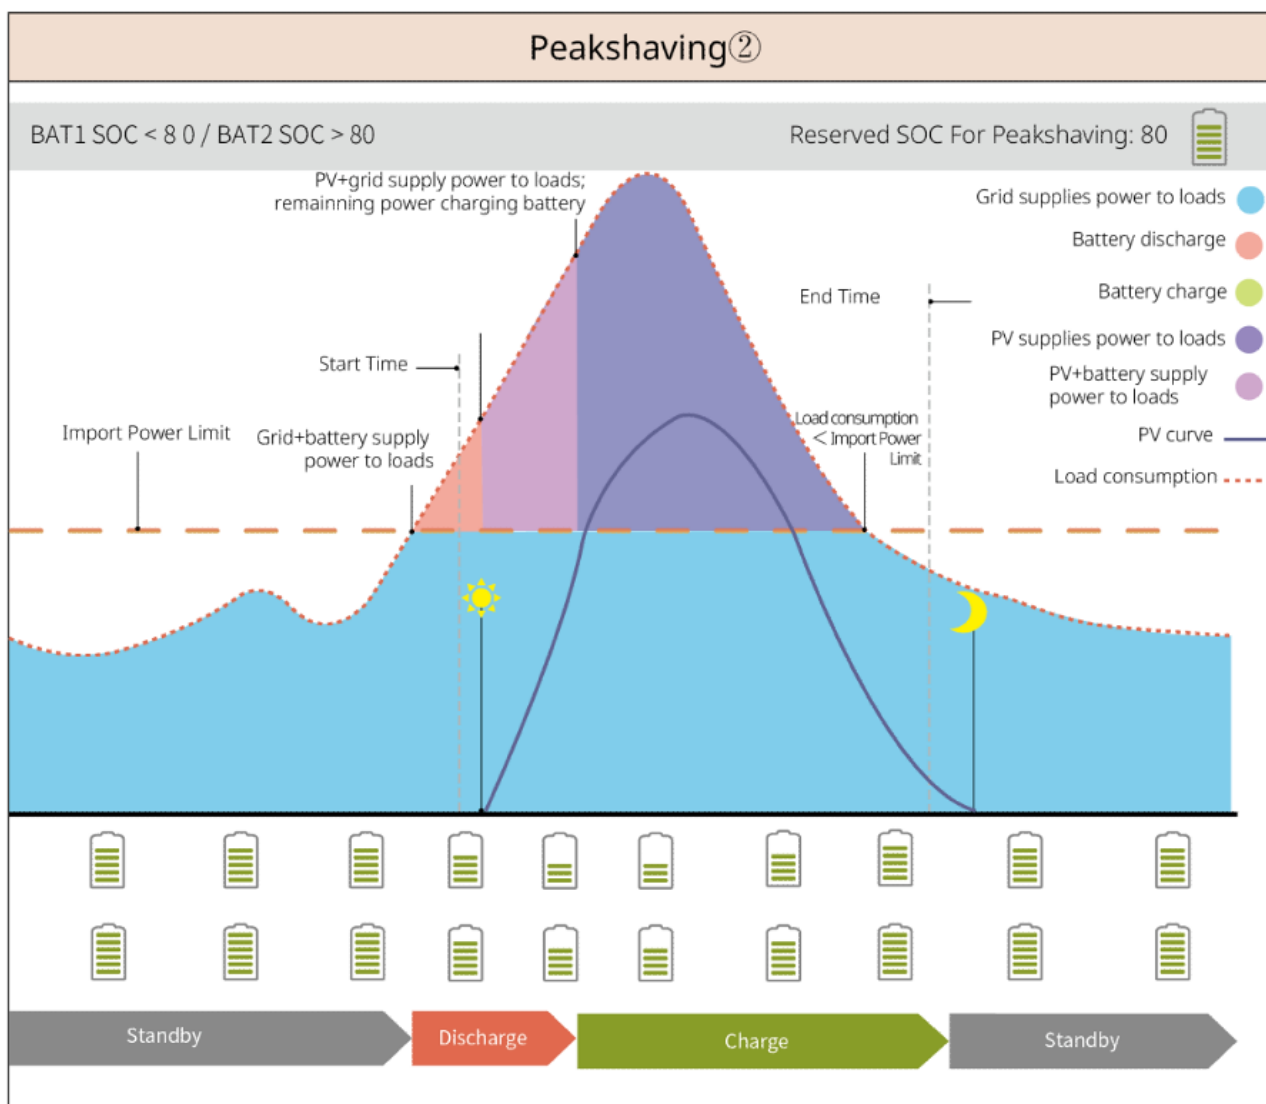 Peakshaving②
BAT1 SOC < 8 0 / BAT2 SOC > 80
Reserved SOC For Peakshaving: 80
PV+grid supply power to loads;
remainning power charging battery
Grid supplies power to loads
Battery discharge
Battery charge
PV supplies power to loads
PV+battery supply
power to loads
PV curve
Load consumption
End Time
Start Time
Import Power Limit
Grid+battery supply
power to loads
Load consumption
< Import Power
Limit
Standby
Discharge
Charge
Standby